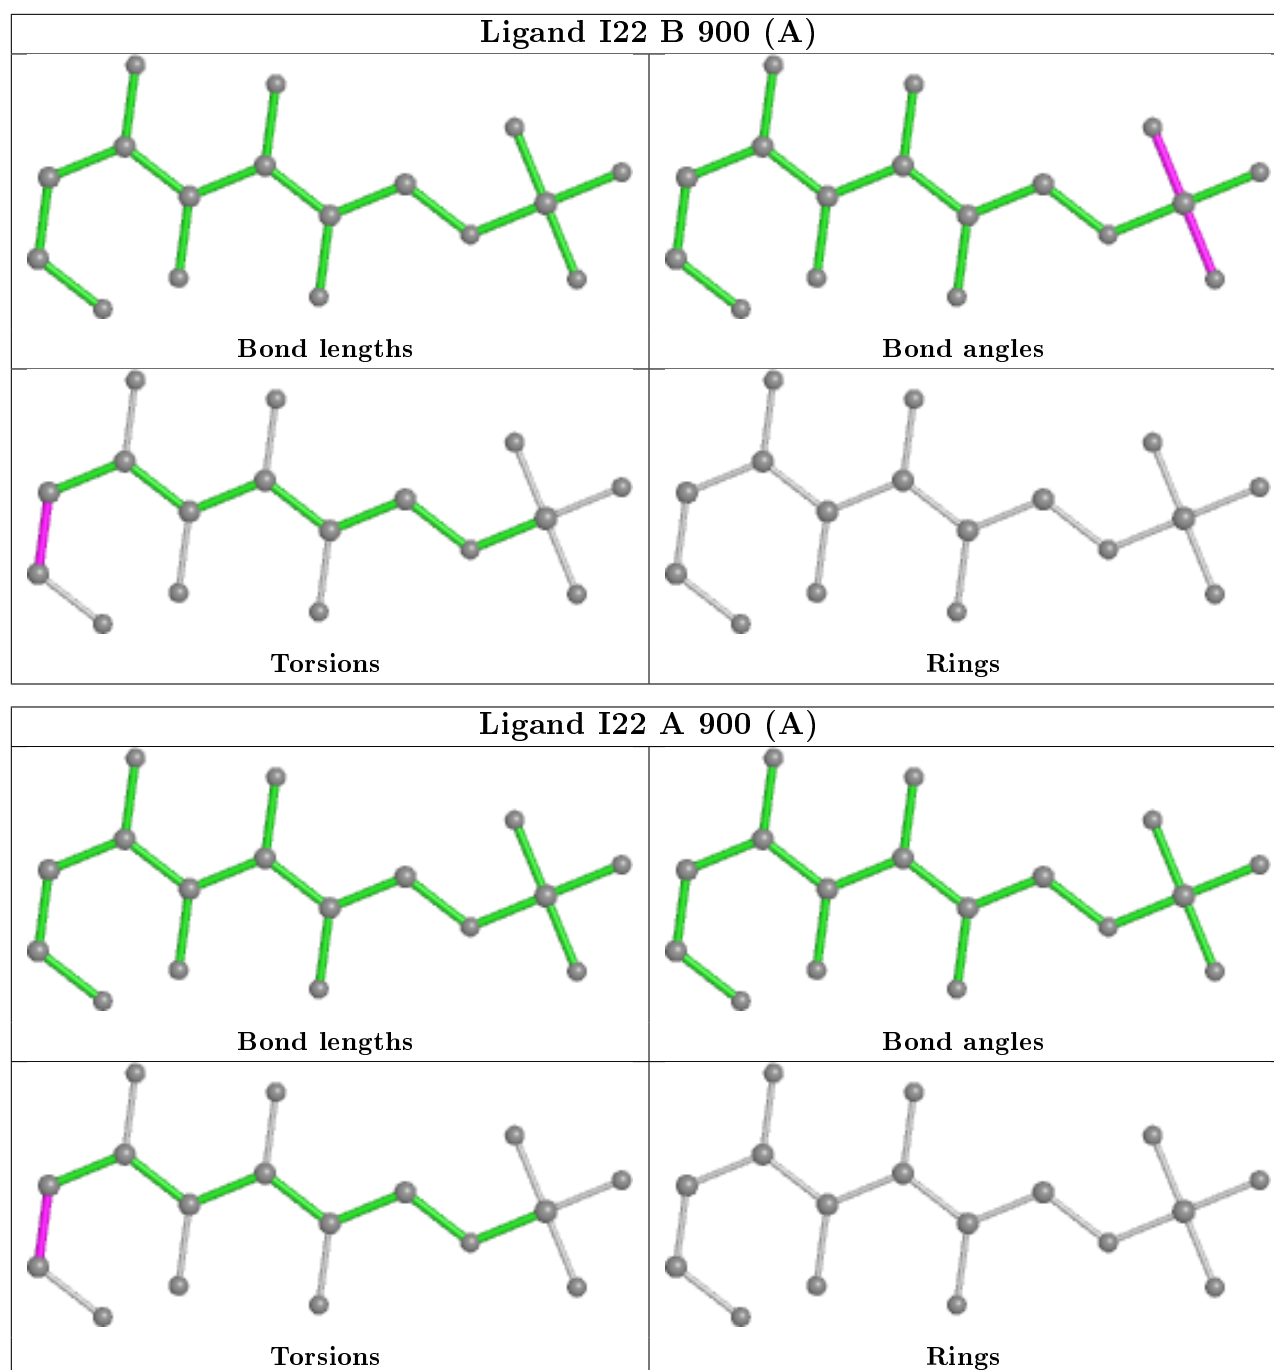 Ligand I22 B 900 (A)
Bond lengths
Bond angles
Torsions
Rings
Ligand I22 A 900 (A)
Bond lengths
Bond angles
Torsions
Rings